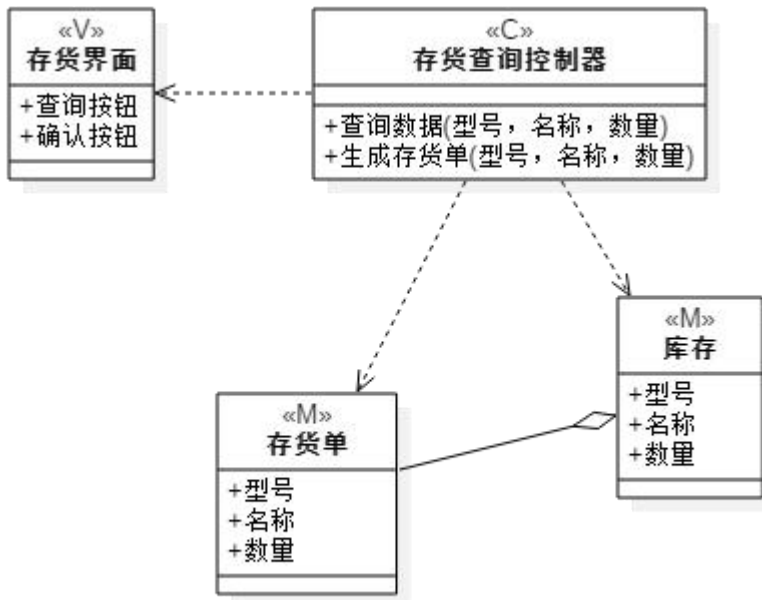 «V»
存货界面
+查询按钮
+确认按钮
«C»
存货查询控制器
+查询数据(型号，名称，数量)
+生成存货单(型号，名称，数量)
«M»
库存
+型号
+名称
+数量
«M»
存货单
+型号
+名称
+数量